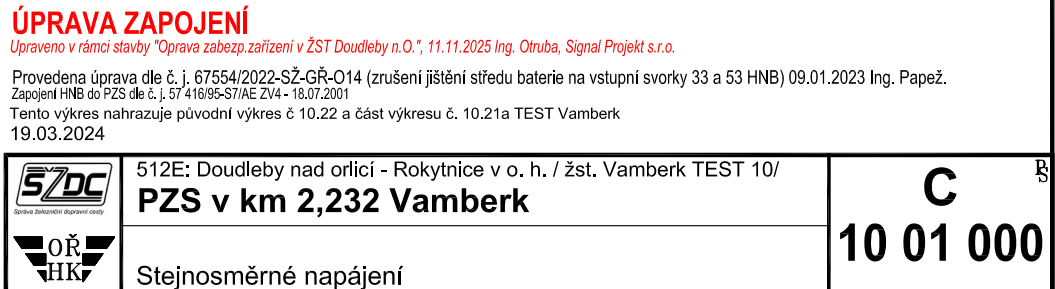 ÚPRAVA ZAPOJENÍ
Upraveno v rámci stavby "Oprava zabezp.zařízení v ŽST Doudleby n.O.", 11.11.2025 Ing. Otruba, Signal Projekt s.r.o.
Provedena úprava dle č. j. 67554/2022-SŽ-GŘ-O14 (zrušení jištění středu baterie na vstupní svorky 33 a 53 HNB) 09.01.2023 Ing. Papež.
Zapojení HNB do PZS dle č. j. 57 416/95-S7/AE ZV4 - 18.07.2001
Tento výkres nahrazuje původní výkres č 10.22 a část výkresu č. 10.21a TEST Vamberk
19.03.2024
SŽDC
Správa železniční dopravní cesty
512E: Doudleby nad orlicí - Rokytnice v o. h. / žst. Vamberk TEST 10/
PZS v km 2,232 Vamberk
C
10 01 000
OŘ
HK
Stejnosměrné napájení